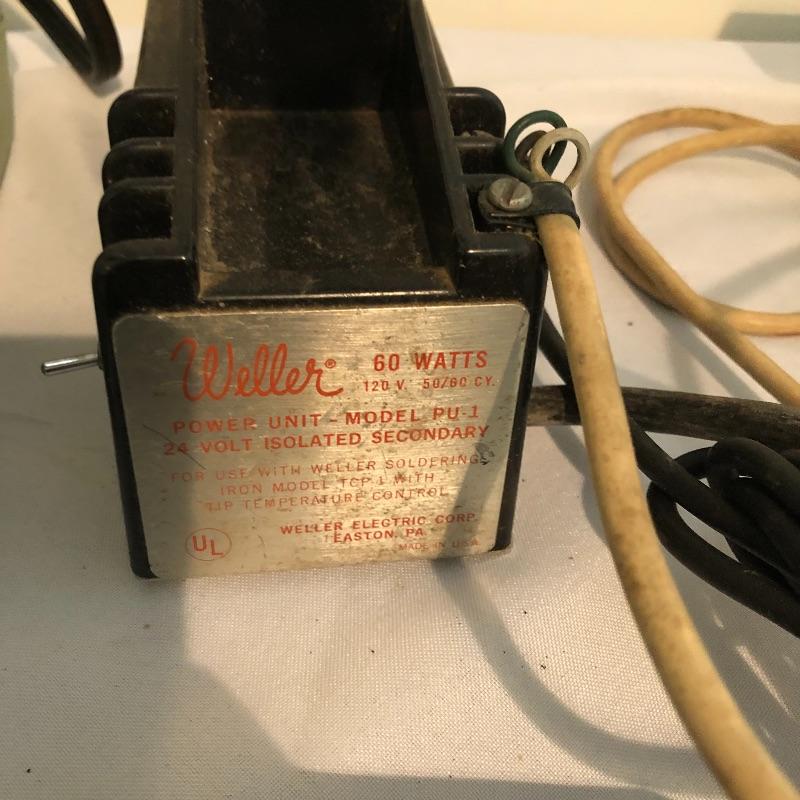 Weller® 60 WATTS
120 V. 50/60 CY.
POWER UNIT - MODEL PU-1
24 VOLT ISOLATED SECONDARY
FOR USE WITH WELLER SOLDERING
IRON MODEL TCP-1 WITH
TIP TEMPERATURE CONTROL
UL
WELLER ELECTRIC CORP.
EASTON, PA.
MADE IN U.S.A.